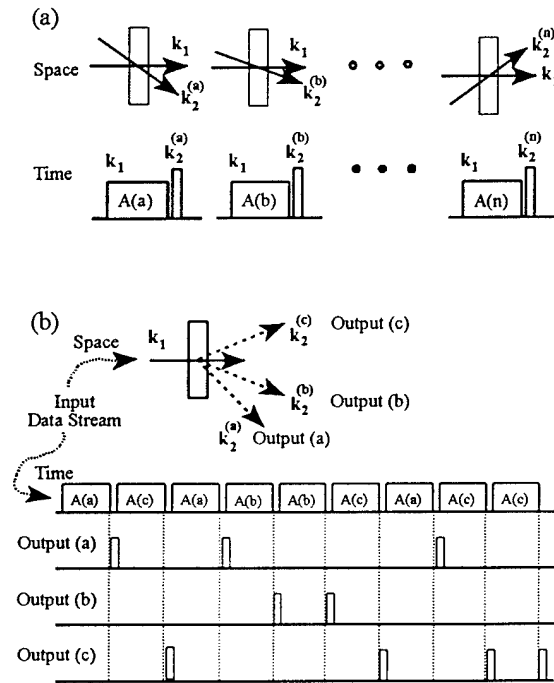 (a)
Space
k₁ k₂⁽ᵃ⁾ k₁ k₂⁽ᵇ⁾ k₂⁽ⁿ⁾ k
Time
k₁ k₂⁽ᵃ⁾ k₁ k₂⁽ᵇ⁾ k₁ k₂⁽ⁿ⁾
A(a) A(b) A(n)
(b)
Space k₁ k₂⁽ᶜ⁾ Output (c)
Input
Data Stream
k₂⁽ᵇ⁾ Output (b)
k₂⁽ᵃ⁾ Output (a)
Time
A(a) A(c) A(a) A(b) A(b) A(c) A(a) A(c) A(c)
Output (a)
Output (b)
Output (c)